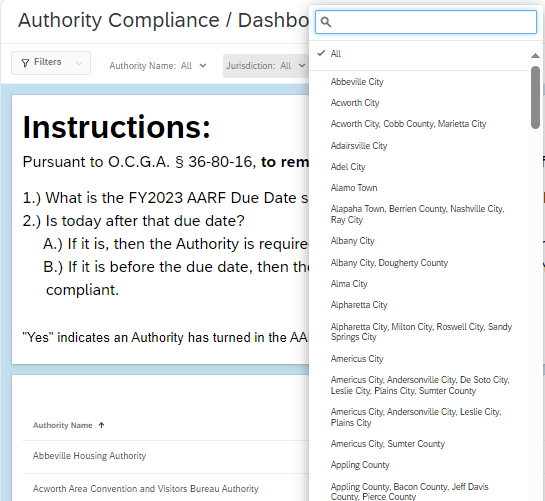 Authority Compliance / Dashbo
Filters
Authority Name: All
Jurisdiction: All
Instructions:
Pursuant to O.C.G.A. § 36-80-16, to rem
1.) What is the FY2023 AARF Due Date s
2.) Is today after that due date?
A.) If it is, then the Authority is require
B.) If it is before the due date, then the
compliant.
"Yes" indicates an Authority has turned in the AA
Authority Name ↑
Abbeville Housing Authority
Acworth Area Convention and Visitors Bureau Authority
All
Abbeville City
Acworth City
Acworth City, Cobb County, Marietta City
Adairsville City
Adel City
Alamo Town
Alapaha Town, Berrien County, Nashville City,
Ray City
Albany City
Albany City, Dougherty County
Alma City
Alpharetta City
Alpharetta City, Milton City, Roswell City, Sandy
Springs City
Americus City
Americus City, Andersonville City, De Soto City,
Leslie City, Plains City, Sumter County
Americus City, Andersonville City, Leslie City,
Plains City
Americus City, Sumter County
Appling County
Appling County, Bacon County, Jeff Davis
County, Pierce County